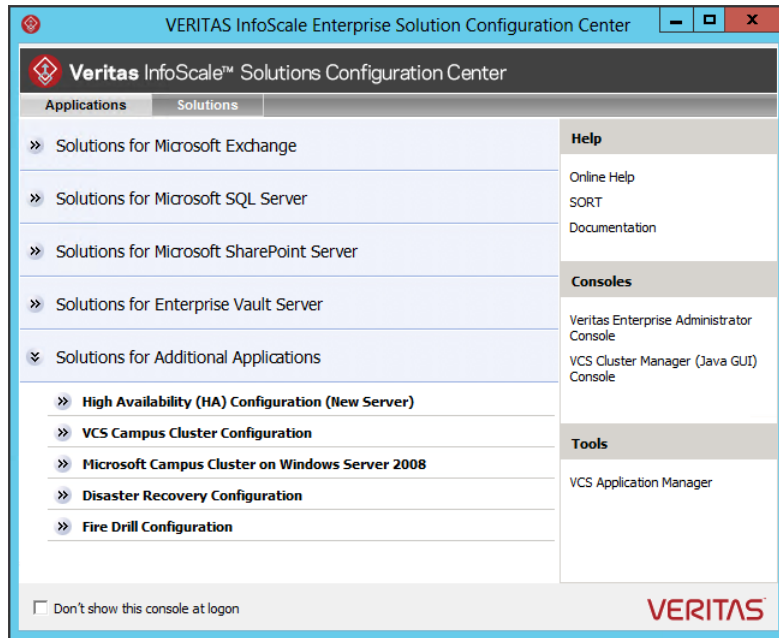 VERITAS InfoScale Enterprise Solution Configuration Center
Veritas InfoScale™ Solutions Configuration Center
Applications
Solutions
Solutions for Microsoft Exchange
Solutions for Microsoft SQL Server
Solutions for Microsoft SharePoint Server
Solutions for Enterprise Vault Server
Solutions for Additional Applications
High Availability (HA) Configuration (New Server)
VCS Campus Cluster Configuration
Microsoft Campus Cluster on Windows Server 2008
Disaster Recovery Configuration
Fire Drill Configuration
Help
Online Help
SORT
Documentation
Consoles
Veritas Enterprise Administrator
Console
VCS Cluster Manager (Java GUI)
Console
Tools
VCS Application Manager
Don't show this console at logon
VERITAS